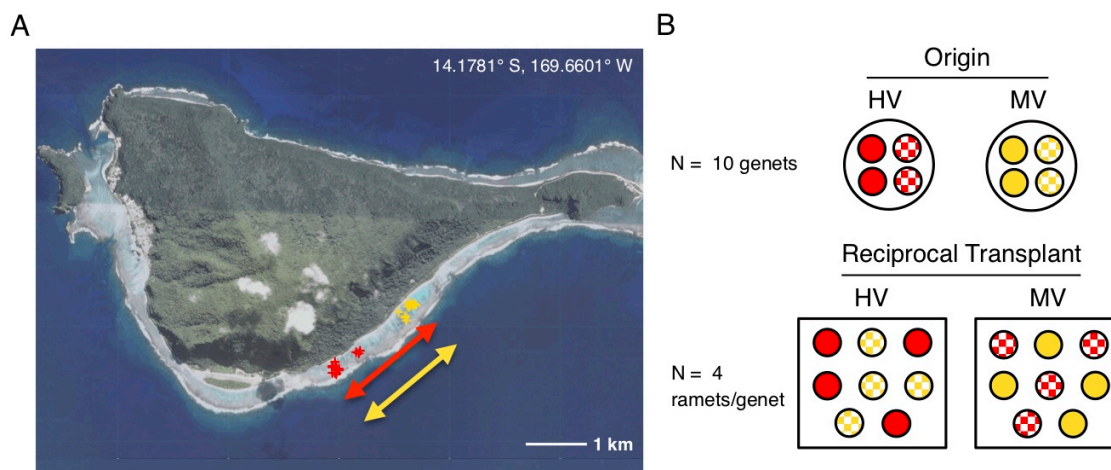 A
14.1781° S, 169.6601° W
1 km
B
Origin
HV MV
N = 10 genets
Reciprocal Transplant
HV MV
N = 4
ramets/genet